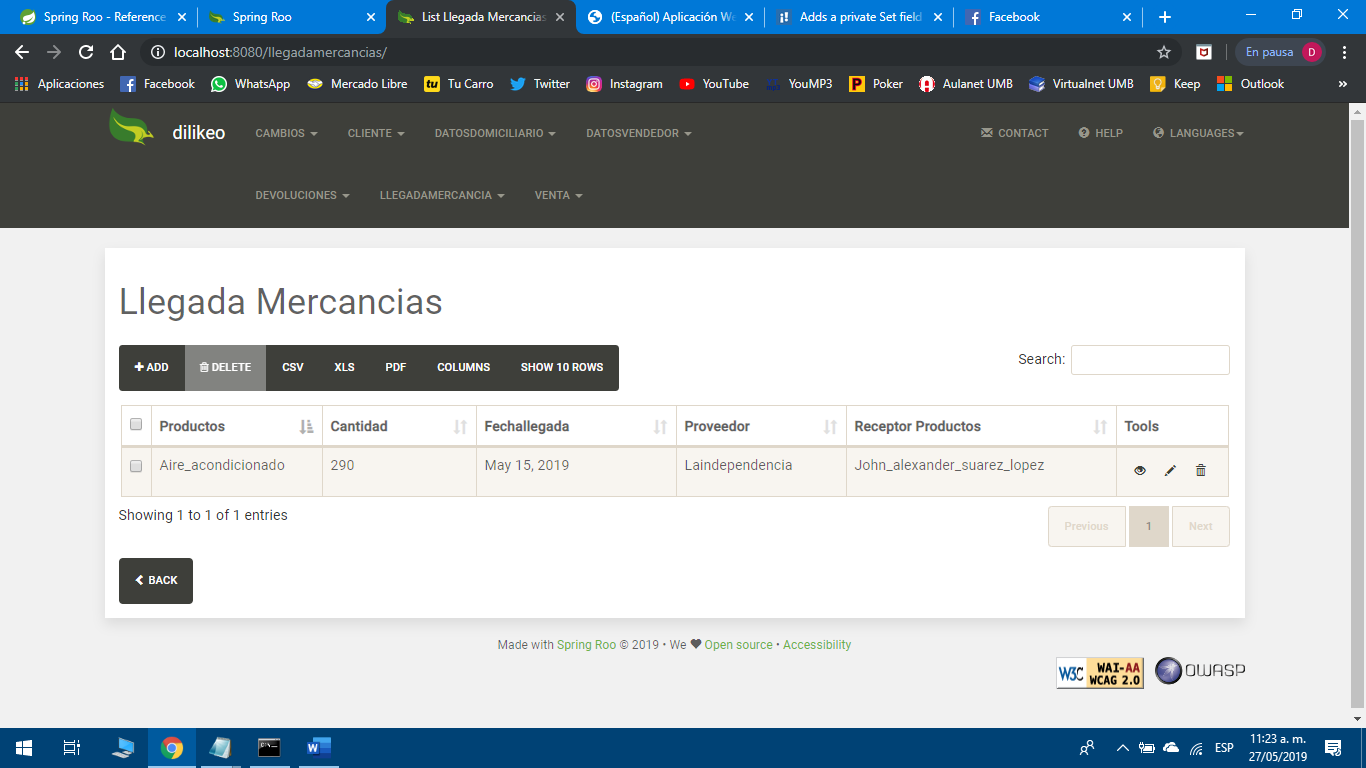 Spring Roo - Reference
Spring Roo
List Llegada Mercancias
(Español) Aplicación We
Adds a private Set field
Facebook
localhost:8080/llegadamercancias/
En pausa
D
Aplicaciones
Facebook
WhatsApp
Mercado Libre
tu
Tu Carro
Twitter
Instagram
YouTube
YouMP3
P
Poker
Aulanet UMB
Virtualnet UMB
Keep
Outlook
»
dilikeo
CAMBIOS
CLIENTE
DATOSDOMICILIARIO
DATOSVENDEDOR
CONTACT
HELP
LANGUAGES
DEVOLUCIONES
LLEGADAMERCANCIA
VENTA
Llegada Mercancias
ADD
DELETE
CSV
XLS
PDF
COLUMNS
SHOW 10 ROWS
Search:
Productos
Cantidad
Fechallegada
Proveedor
Receptor Productos
Tools
Aire_acondicionado
290
May 15, 2019
Laindependencia
John_alexander_suarez_lopez
Showing 1 to 1 of 1 entries
Previous
1
Next
BACK
Made with Spring Roo © 2019 • We ♥ Open source • Accessibility
W3C
WAI-AA
WCAG 2.0
OWASP
ESP
11:23 a. m.
27/05/2019